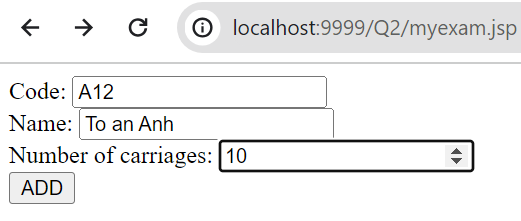 localhost:9999/Q2/myexam.jsp
Code: A12
Name: To an Anh
Number of carriages: 10
ADD